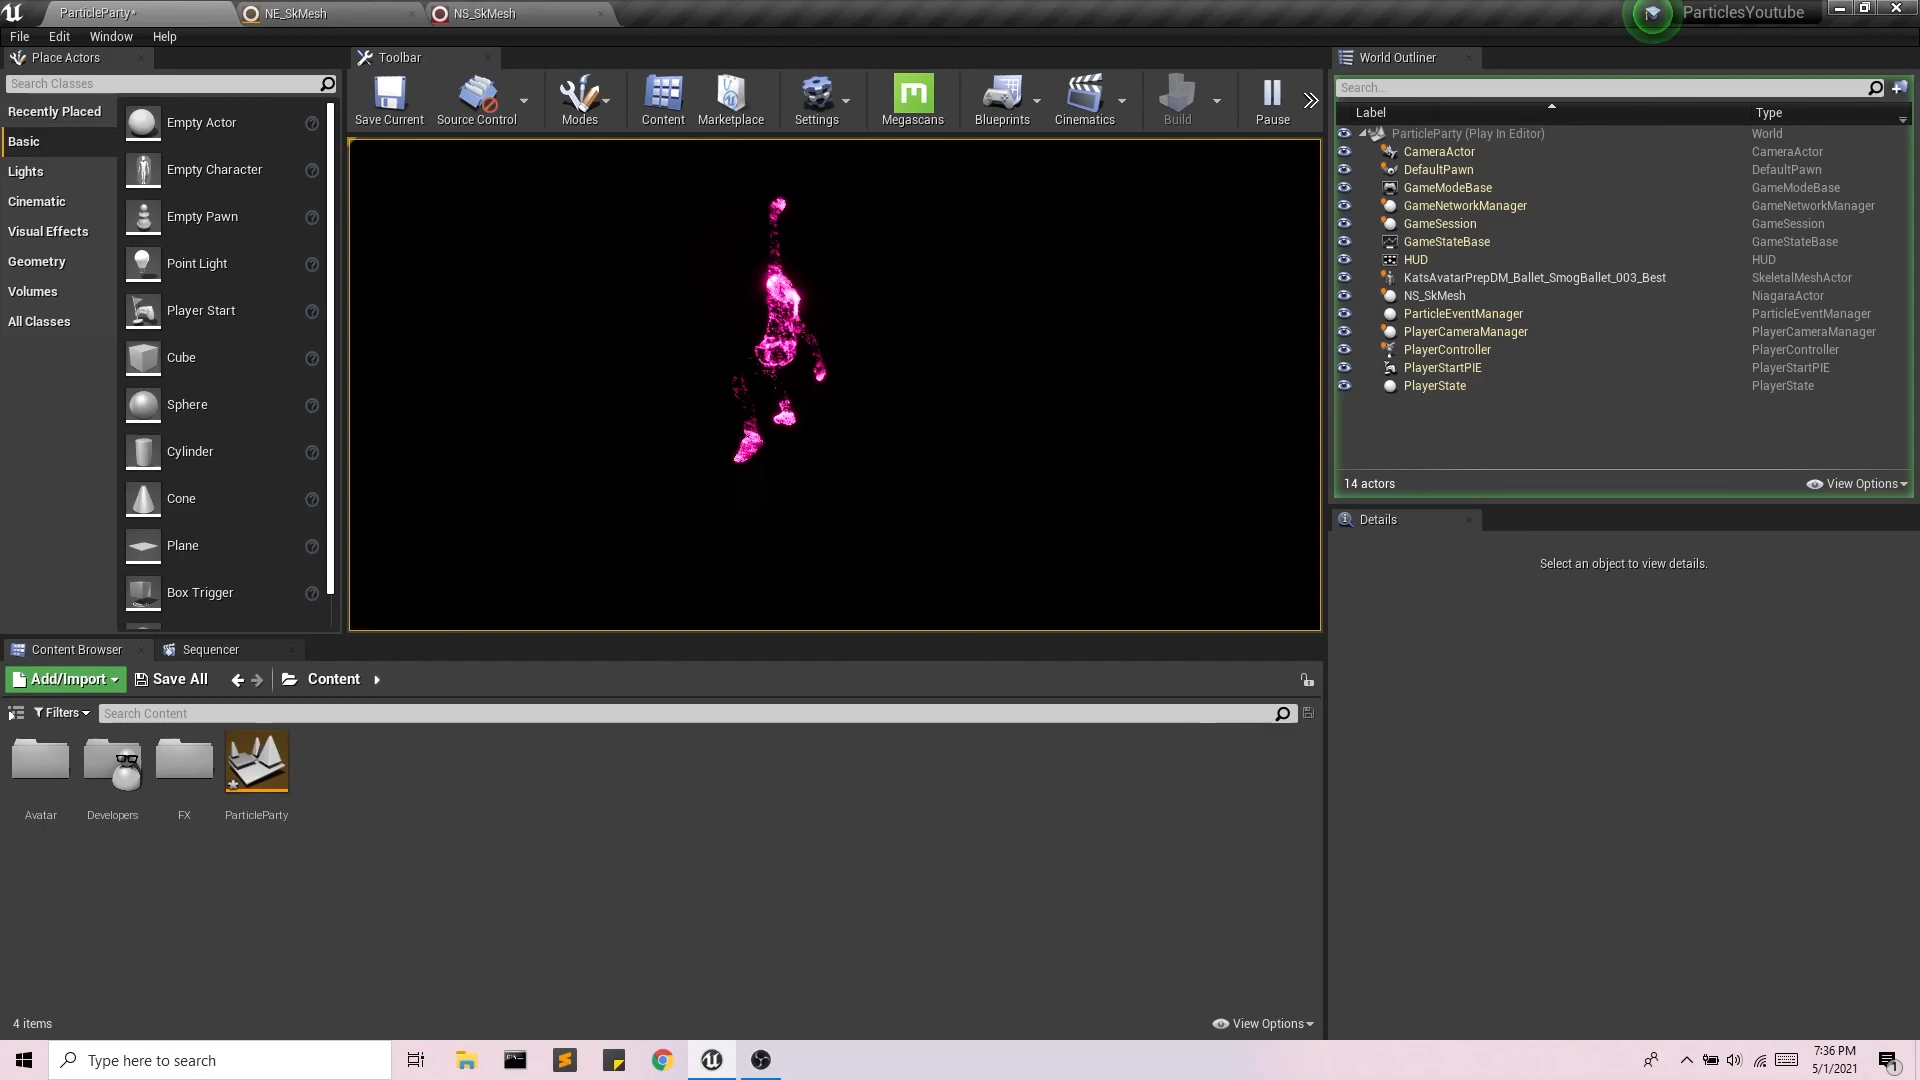 ParticleParty*
NE_SkMesh
NS_SkMesh
ParticlesYoutube
File Edit Window Help
Place Actors
Search Classes
Recently Placed
Basic
Lights
Cinematic
Visual Effects
Geometry
Volumes
All Classes
Empty Actor
Empty Character
Empty Pawn
Point Light
Player Start
Cube
Sphere
Cylinder
Cone
Plane
Box Trigger
Toolbar
Save Current
Source Control
Modes
Content
Marketplace
Settings
Megascans
Blueprints
Cinematics
Build
Pause
World Outliner
Search...
Label Type
ParticleParty (Play In Editor) World
CameraActor CameraActor
DefaultPawn DefaultPawn
GameModeBase GameModeBase
GameNetworkManager GameNetworkManager
GameSession GameSession
GameStateBase GameStateBase
HUD HUD
KatsAvatarPrepDM_Ballet_SmogBallet_003_Best SkeletalMeshActor
NS_SkMesh NiagaraActor
ParticleEventManager ParticleEventManager
PlayerCameraManager PlayerCameraManager
PlayerController PlayerController
PlayerStartPIE PlayerStartPIE
PlayerState PlayerState
14 actors
View Options
Details
Select an object to view details.
Content Browser
Sequencer
Add/Import
Save All
Content
Filters
Search Content
Avatar
Developers
FX
ParticleParty
4 items
View Options
Type here to search
7:36 PM
5/1/2021
1